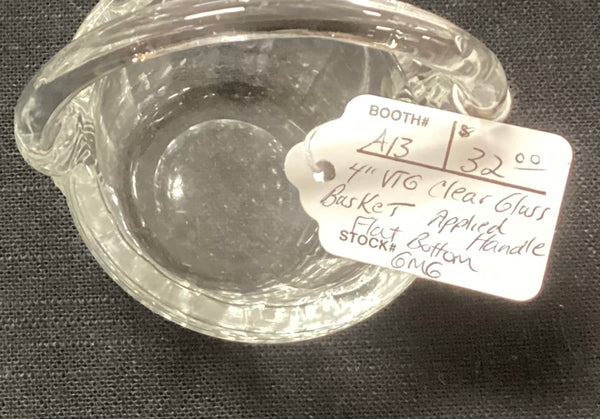 BOOTH# $
A13 32 00
4" VTG Clear Glass
Basket Applied
Flat Bottom Handle
STOCK# GMG